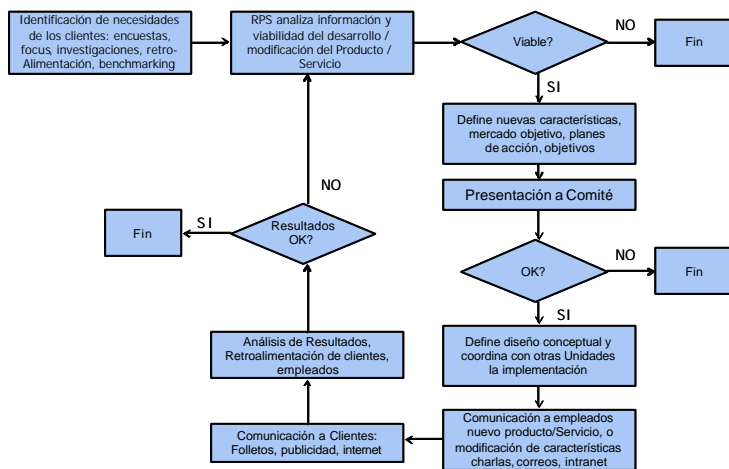 Identificación de necesidades
de los clientes: encuestas,
focus, investigaciones, retro-
Alimentación, benchmarking
RPS analiza información y
viabilidad del desarrollo /
modificación del Producto /
Servicio
Viable?
NO
Fin
SI
Define nuevas características,
mercado objetivo, planes
de acción, objetivos
Presentación a Comité
OK?
NO
Fin
SI
Define diseño conceptual y
coordina con otras Unidades
la implementación
Comunicación a empleados
nuevo producto/Servicio, o
modificación de características
charlas, correos, intranet
Comunicación a Clientes:
Folletos, publicidad, internet
Análisis de Resultados,
Retroalimentación de clientes,
empleados
Resultados
OK?
SI
Fin
NO